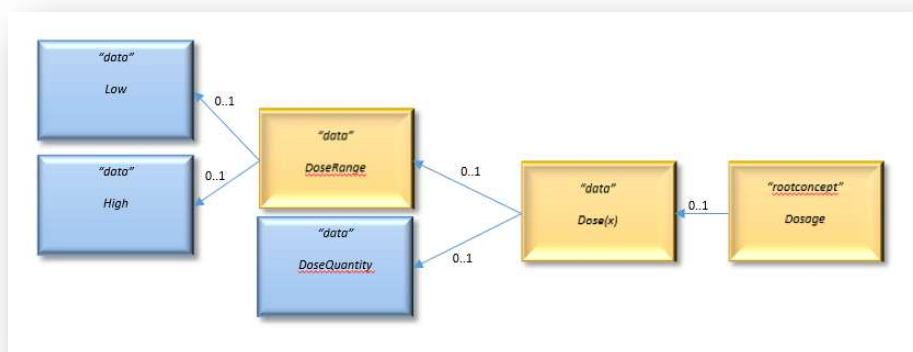 "data"
Low
0..1
"data"
High
0..1
"data"
DoseRange
0..1
"data"
DoseQuantity
0..1
"data"
Dose(x)
0..1
"rootconcept"
Dosage